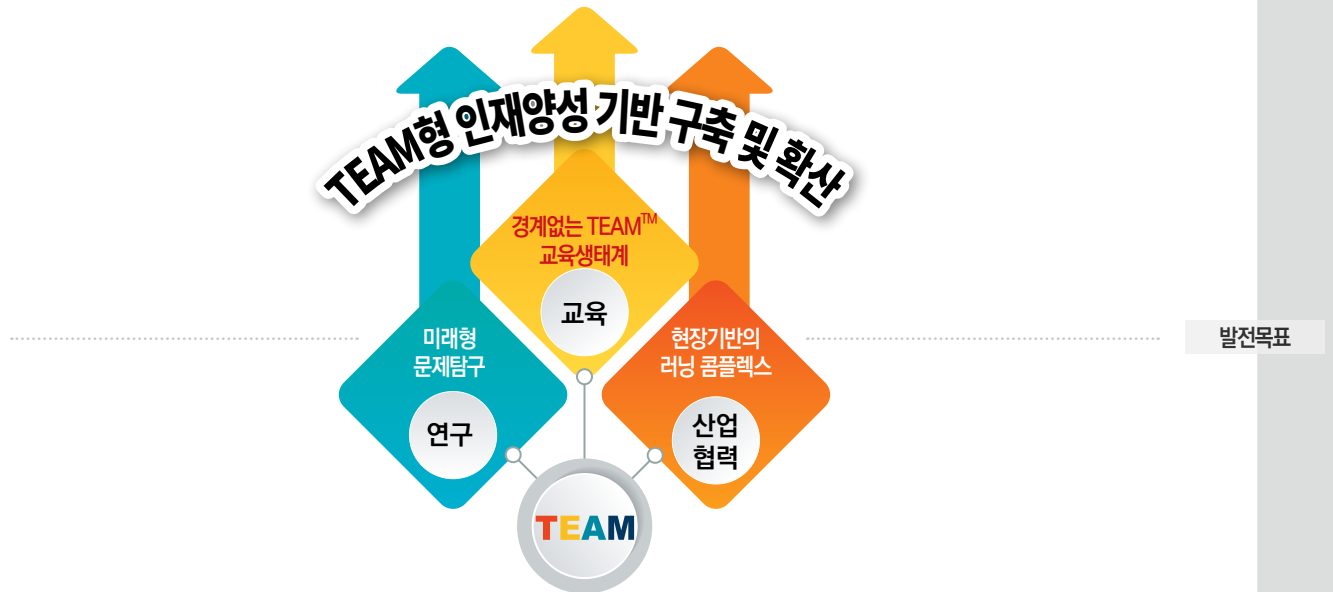 TEAM형 인재양성 기반 구축 및 확산
경계없는 TEAM™
교육생태계
교육
미래형
문제탐구
연구
현장기반의
러닝 콤플렉스
산업
협력
TEAM
발전목표